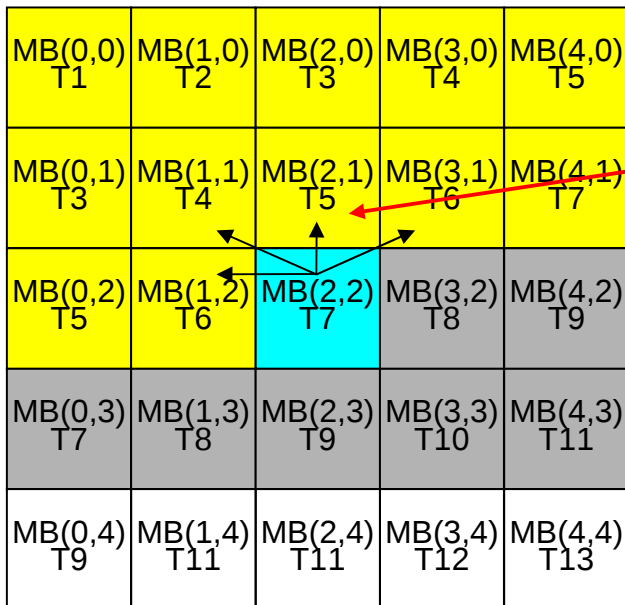 MB(0,0) MB(1,0) MB(2,0) MB(3,0) MB(4,0)
T1 T2 T3 T4 T5
MB(0,1) MB(1,1) MB(2,1) MB(3,1) MB(4,1)
T3 T4 T5 T6 T7
MB(0,2) MB(1,2) MB(2,2) MB(3,2) MB(4,2)
T5 T6 T7 T8 T9
MB(0,3) MB(1,3) MB(2,3) MB(3,3) MB(4,3)
T7 T8 T9 T10 T11
MB(0,4) MB(1,4) MB(2,4) MB(3,4) MB(4,4)
T9 T11 T11 T12 T13